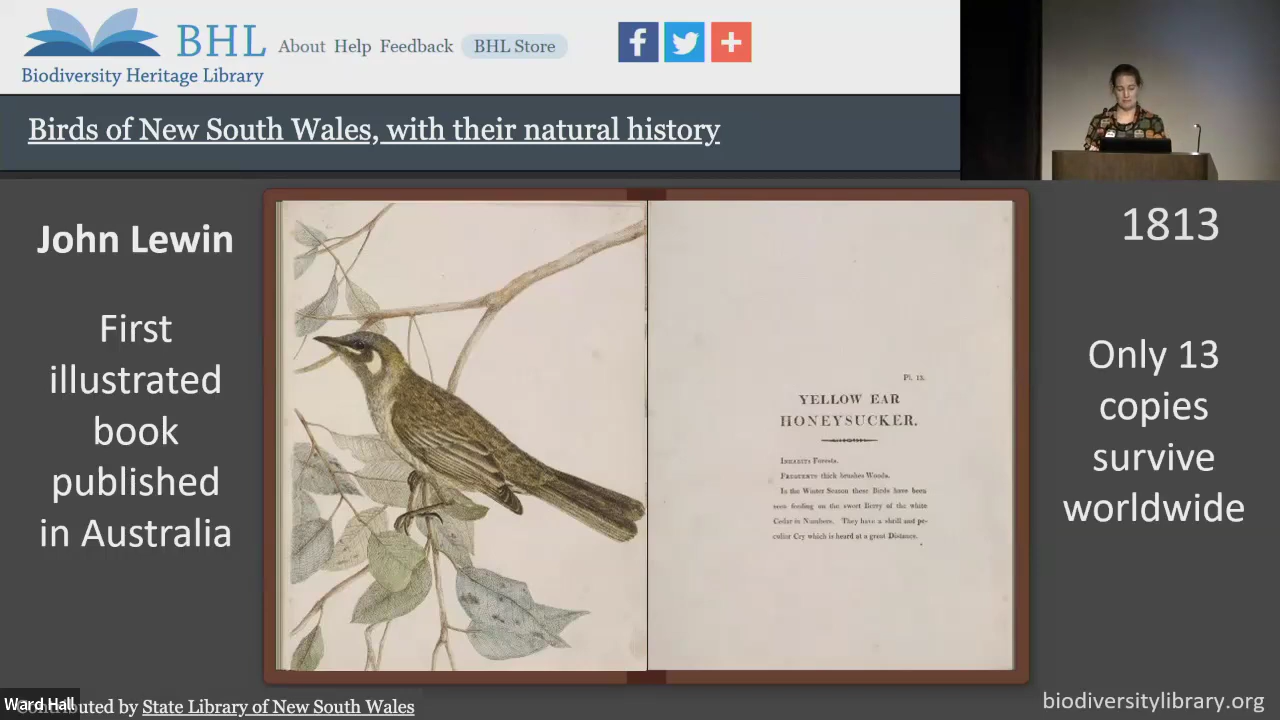 BHL
Biodiversity Heritage Library
About Help Feedback BHL Store
Birds of New South Wales, with their natural history
John Lewin
First
illustrated
book
published
in Australia
Pl. 13.
YELLOW EAR
HONEYSUCKER.
Inhabits Forests.
Frequents thick brushes Woods.
In the Winter Season these Birds have been
seen feeding on the sweet Berry of the white
Cedar in Numbers. They have a shrill and pe-
culiar Cry which is heard at a great Distance.
1813
Only 13
copies
survive
worldwide
Ward Hall
Contributed by State Library of New South Wales
biodiversitylibrary.org